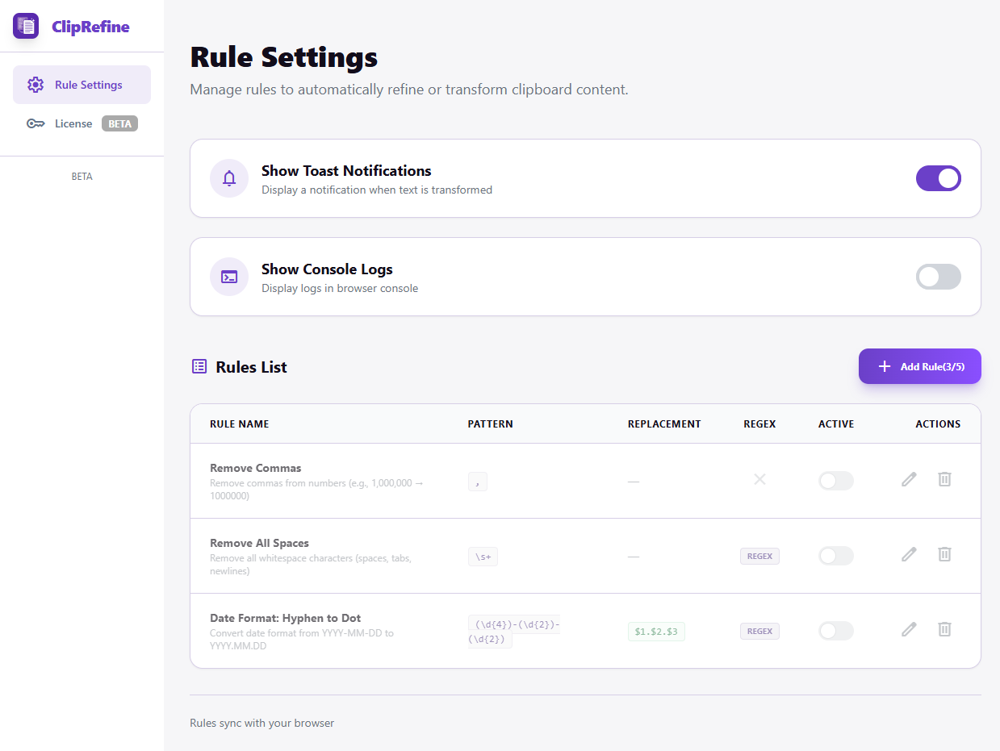 ClipRefine
Rule Settings
License BETA
BETA
Rule Settings
Manage rules to automatically refine or transform clipboard content.
Show Toast Notifications
Display a notification when text is transformed
Show Console Logs
Display logs in browser console
Rules List
Add Rule(3/5)
RULE NAME PATTERN REPLACEMENT REGEX ACTIVE ACTIONS
Remove Commas
Remove commas from numbers (e.g., 1,000,000 →
1000000)
,
—
Remove All Spaces
Remove all whitespace characters (spaces, tabs,
newlines)
\s+
—
REGEX
Date Format: Hyphen to Dot
Convert date format from YYYY-MM-DD to
YYYY.MM.DD
(\d{4})-(\d{2})-
(\d{2})
$1.$2.$3
REGEX
Rules sync with your browser